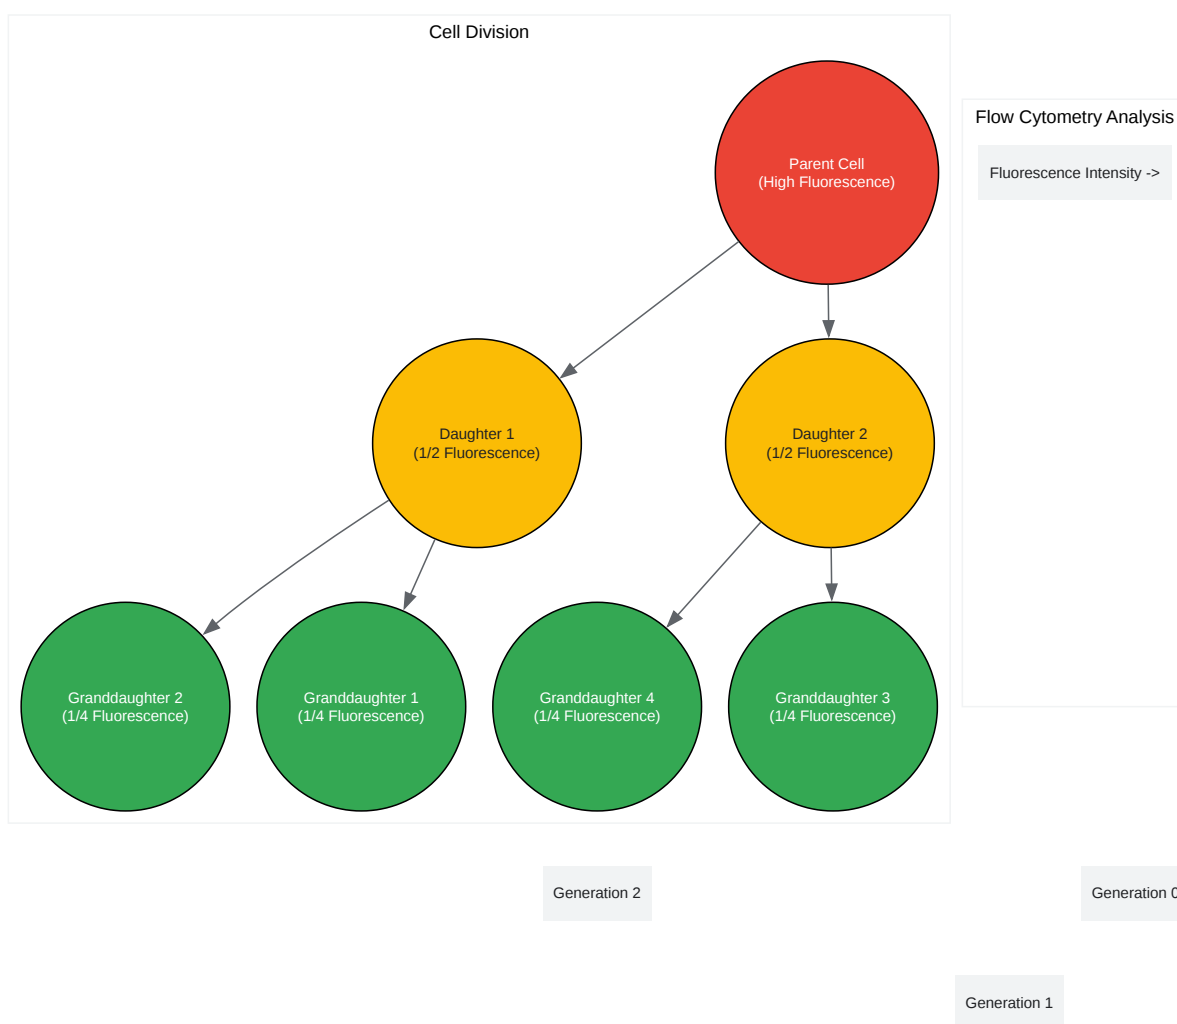 Cell Division
Parent Cell
(High Fluorescence)
Flow Cytometry Analysis
Fluorescence Intensity ->
Daughter 1
(1/2 Fluorescence)
Daughter 2
(1/2 Fluorescence)
Granddaughter 2
(1/4 Fluorescence)
Granddaughter 1
(1/4 Fluorescence)
Granddaughter 4
(1/4 Fluorescence)
Granddaughter 3
(1/4 Fluorescence)
Generation 2
Generation 0
Generation 1